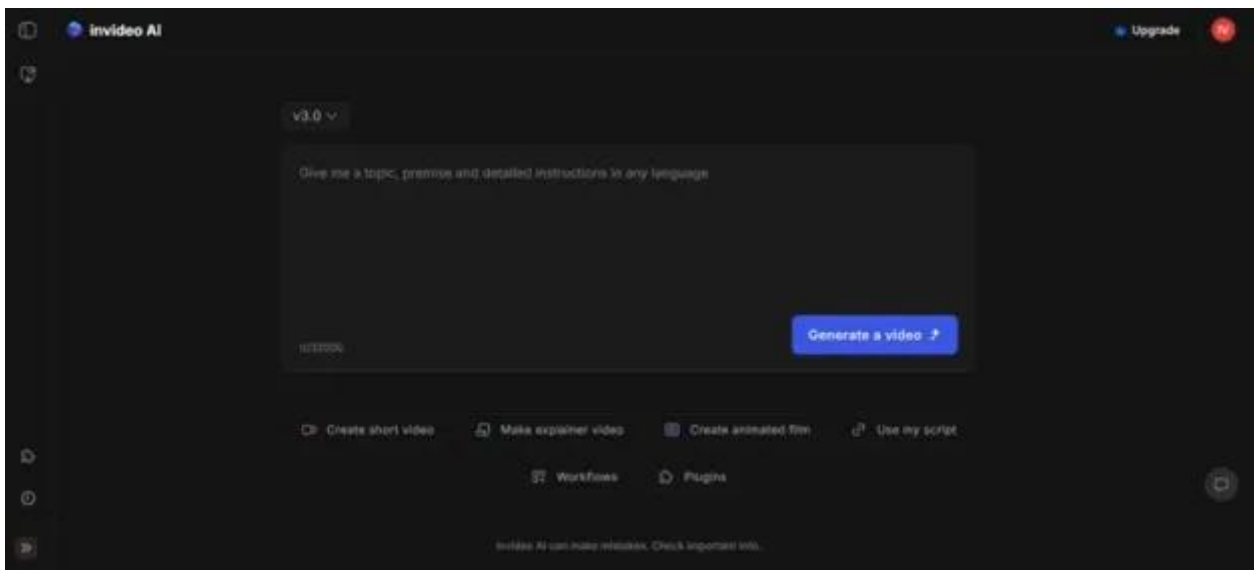 invideo AI
Upgrade
v3.0
Give me a topic, premise and detailed instructions in any language
Generate a video
Create short video
Make explainer video
Create animated film
Use my script
Workflows
Plugins
invideo AI can make mistakes. Check important info.